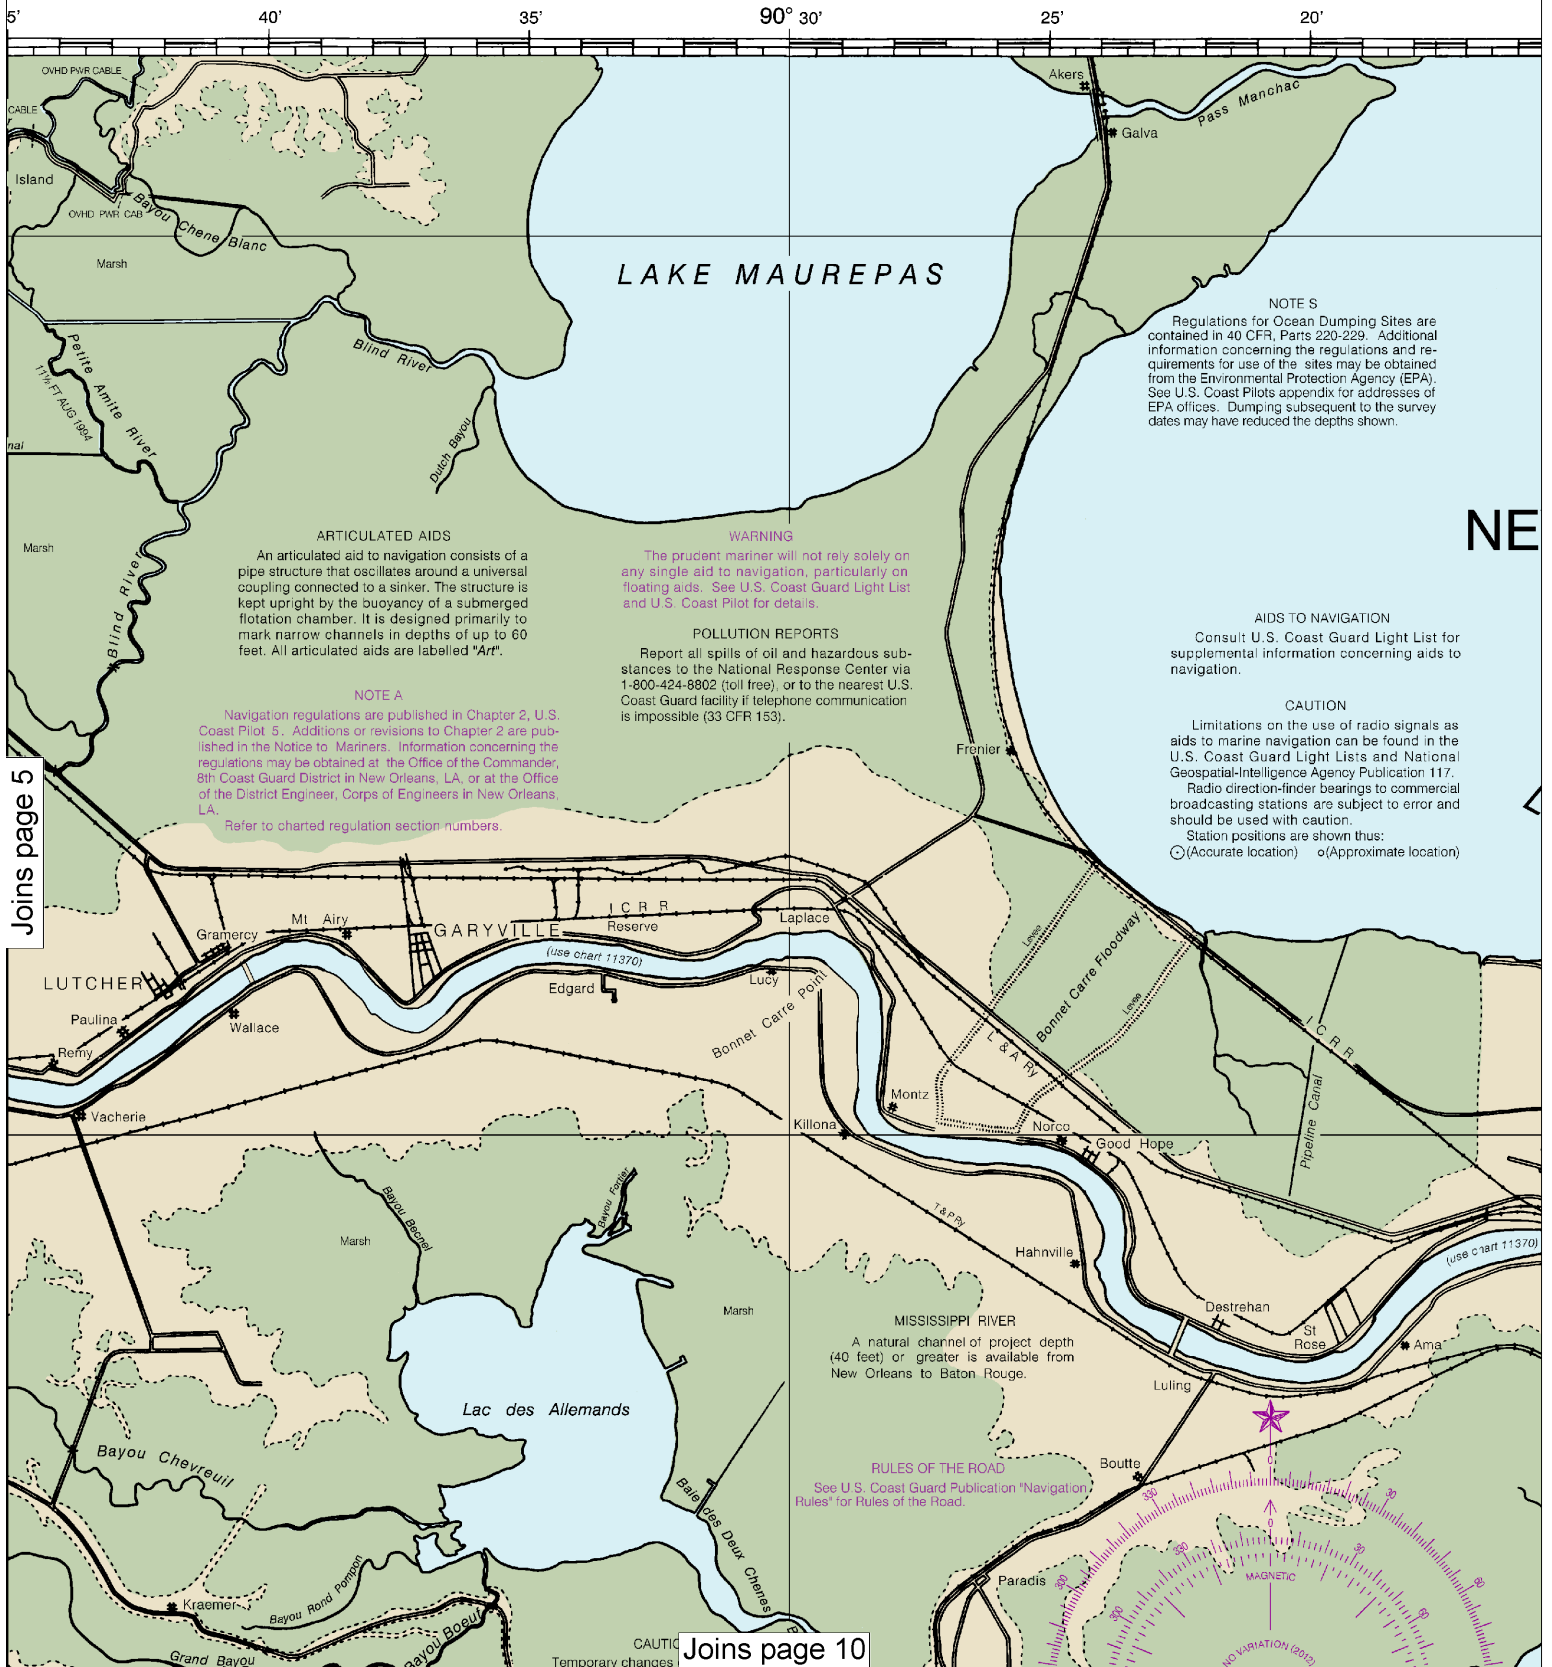 5'
40'
35'
90° 30'
25'
20'
OVHD PWR CABLE
CABLE
Island
OVHD PWR CAB
Bayou Chene Blanc
Marsh
Akers
Galva
Pass Manchac
LAKE MAUREPAS
NOTE S
Regulations for Ocean Dumping Sites are
contained in 40 CFR, Parts 220-229. Additional
information concerning the regulations and re-
quirements for use of the sites may be obtained
from the Environmental Protection Agency (EPA).
See U.S. Coast Pilots appendix for addresses of
EPA offices. Dumping subsequent to the survey
dates may have reduced the depths shown.
Petite Amite River
11½ FT AUG 1994
Blind River
Dutch Bayou
nal
Marsh
Blind River
NE
ARTICULATED AIDS
An articulated aid to navigation consists of a
pipe structure that oscillates around a universal
coupling connected to a sinker. The structure is
kept upright by the buoyancy of a submerged
flotation chamber. It is designed primarily to
mark narrow channels in depths of up to 60
feet. All articulated aids are labelled "Art".
WARNING
The prudent mariner will not rely solely on
any single aid to navigation, particularly on
floating aids. See U.S. Coast Guard Light List
and U.S. Coast Pilot for details.
POLLUTION REPORTS
Report all spills of oil and hazardous sub-
stances to the National Response Center via
1-800-424-8802 (toll free), or to the nearest U.S.
Coast Guard facility if telephone communication
is impossible (33 CFR 153).
AIDS TO NAVIGATION
Consult U.S. Coast Guard Light List for
supplemental information concerning aids to
navigation.
NOTE A
Navigation regulations are published in Chapter 2, U.S.
Coast Pilot 5. Additions or revisions to Chapter 2 are pub-
lished in the Notice to Mariners. Information concerning the
regulations may be obtained at the Office of the Commander,
8th Coast Guard District in New Orleans, LA, or at the Office
of the District Engineer, Corps of Engineers in New Orleans,
LA.
Refer to charted regulation section numbers.
CAUTION
Limitations on the use of radio signals as
aids to marine navigation can be found in the
U.S. Coast Guard Light Lists and National
Geospatial-Intelligence Agency Publication 117.
Radio direction-finder bearings to commercial
broadcasting stations are subject to error and
should be used with caution.
Station positions are shown thus:
(Accurate location) o(Approximate location)
Frenier
Joins page 5
Mt Airy
Gramercy
GARYVILLE
I C R R
Reserve
Laplace
(use chart 11370)
LUTCHER
Edgard
Lucy
Bonnet Carre Point
Levee
Bonnet Carre Floodway
Levee
Paulina
Wallace
Remy
L & A Ry
I C R R
Vacherie
Montz
Killona
Norco
Good Hope
Pipeline Canal
Bayou Becnel
Bayou Fortier
T & P Ry
Marsh
Hahnville
(use chart 11370)
Marsh
MISSISSIPPI RIVER
A natural channel of project depth
(40 feet) or greater is available from
New Orleans to Baton Rouge.
Destrehan
St
Rose
Ama
Luling
Lac des Allemands
Bayou Chevreuil
Boutte
RULES OF THE ROAD
See U.S. Coast Guard Publication "Navigation
Rules" for Rules of the Road.
Baie des Deux Chenes
0
330
30
0
330
30
MAGNETIC
300
60
300
60
NO VARIATION (2012)
Paradis
Kraemer
Bayou Rond Pompon
Bayou Boeuf
Grand Bayou
B
CAUTIO
Joins page 10
Temporary changes